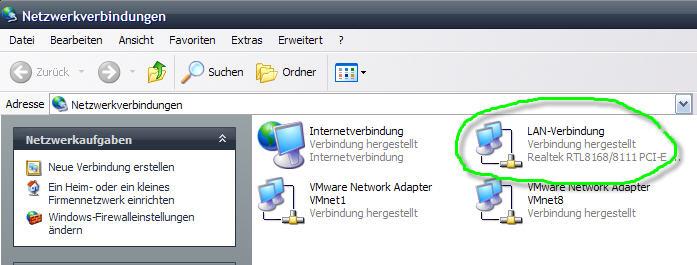 Netzwerkverbindungen
Datei Bearbeiten Ansicht Favoriten Extras Erweitert ?
Zurück Suchen Ordner
Adresse Netzwerkverbindungen
Netzwerkaufgaben
Neue Verbindung erstellen
Ein Heim- oder ein kleines
Firmennetzwerk einrichten
Windows-Firewalleinstellungen
ändern
Internetverbindung
Verbindung hergestellt
Internetverbindung
LAN-Verbindung
Verbindung hergestellt
Realtek RTL8168/8111 PCI-E ...
VMware Network Adapter
VMnet1
Verbindung hergestellt
VMware Network Adapter
VMnet8
Verbindung hergestellt